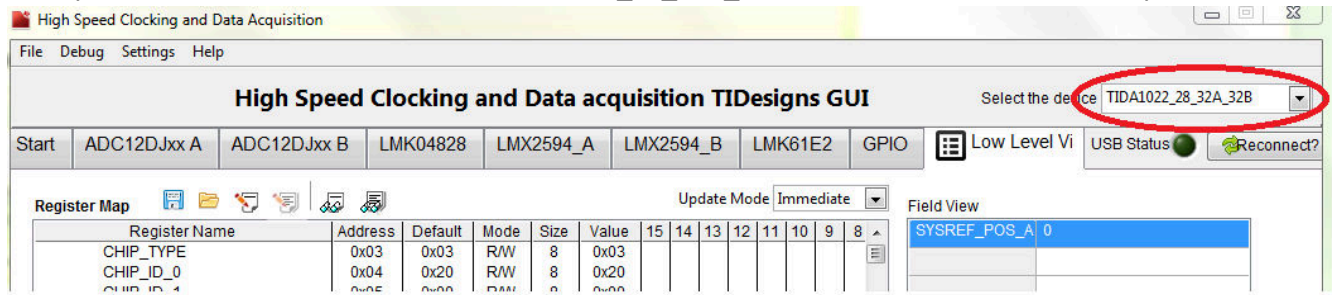 High Speed Clocking and Data Acquisition
File Debug Settings Help
High Speed Clocking and Data acquisition TIDesigns GUI
Select the device TIDA1022_28_32A_32B
Start ADC12DJxx A ADC12DJxx B LMK04828 LMX2594_A LMX2594_B LMK61E2 GPIO Low Level Vi USB Status Reconnect?
Register Map Update Mode Immediate Field View
Register Name Address Default Mode Size Value 15 14 13 12 11 10 9 8 SYSREF_POS_A 0
CHIP_TYPE 0x03 0x03 R/W 8 0x03
CHIP_ID_0 0x04 0x20 R/W 8 0x20